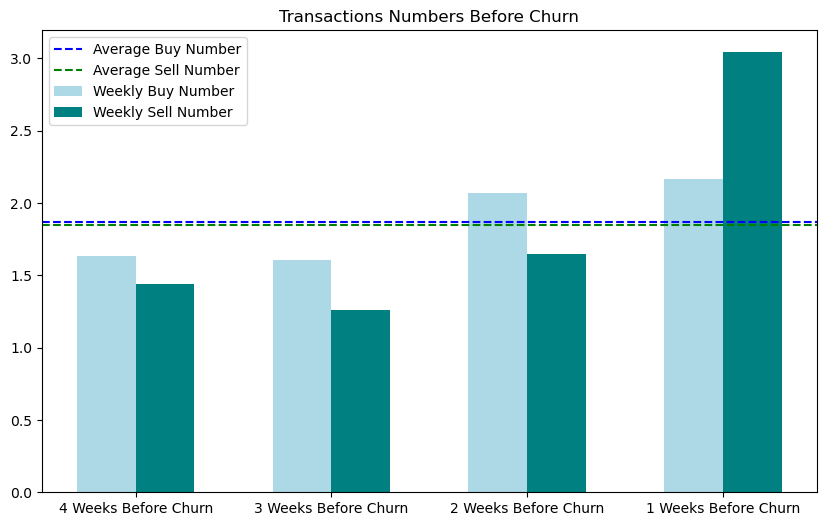 Transactions Numbers Before Churn
Average Buy Number
Average Sell Number
Weekly Buy Number
Weekly Sell Number
3.0
2.5
2.0
1.5
1.0
0.5
0.0
4 Weeks Before Churn
3 Weeks Before Churn
2 Weeks Before Churn
1 Weeks Before Churn